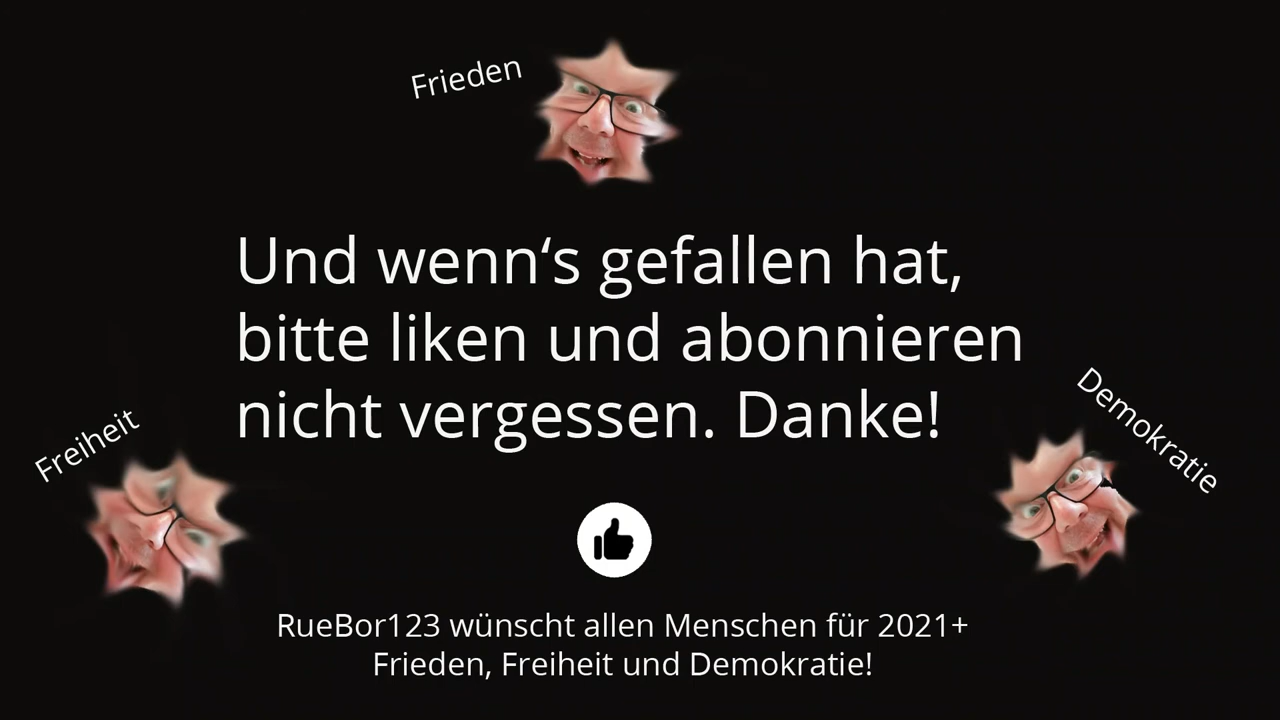 Frieden
Und wenn‘s gefallen hat,
bitte liken und abonnieren
nicht vergessen. Danke!
Freiheit
Demokratie
RueBor123 wünscht allen Menschen für 2021+
Frieden, Freiheit und Demokratie!